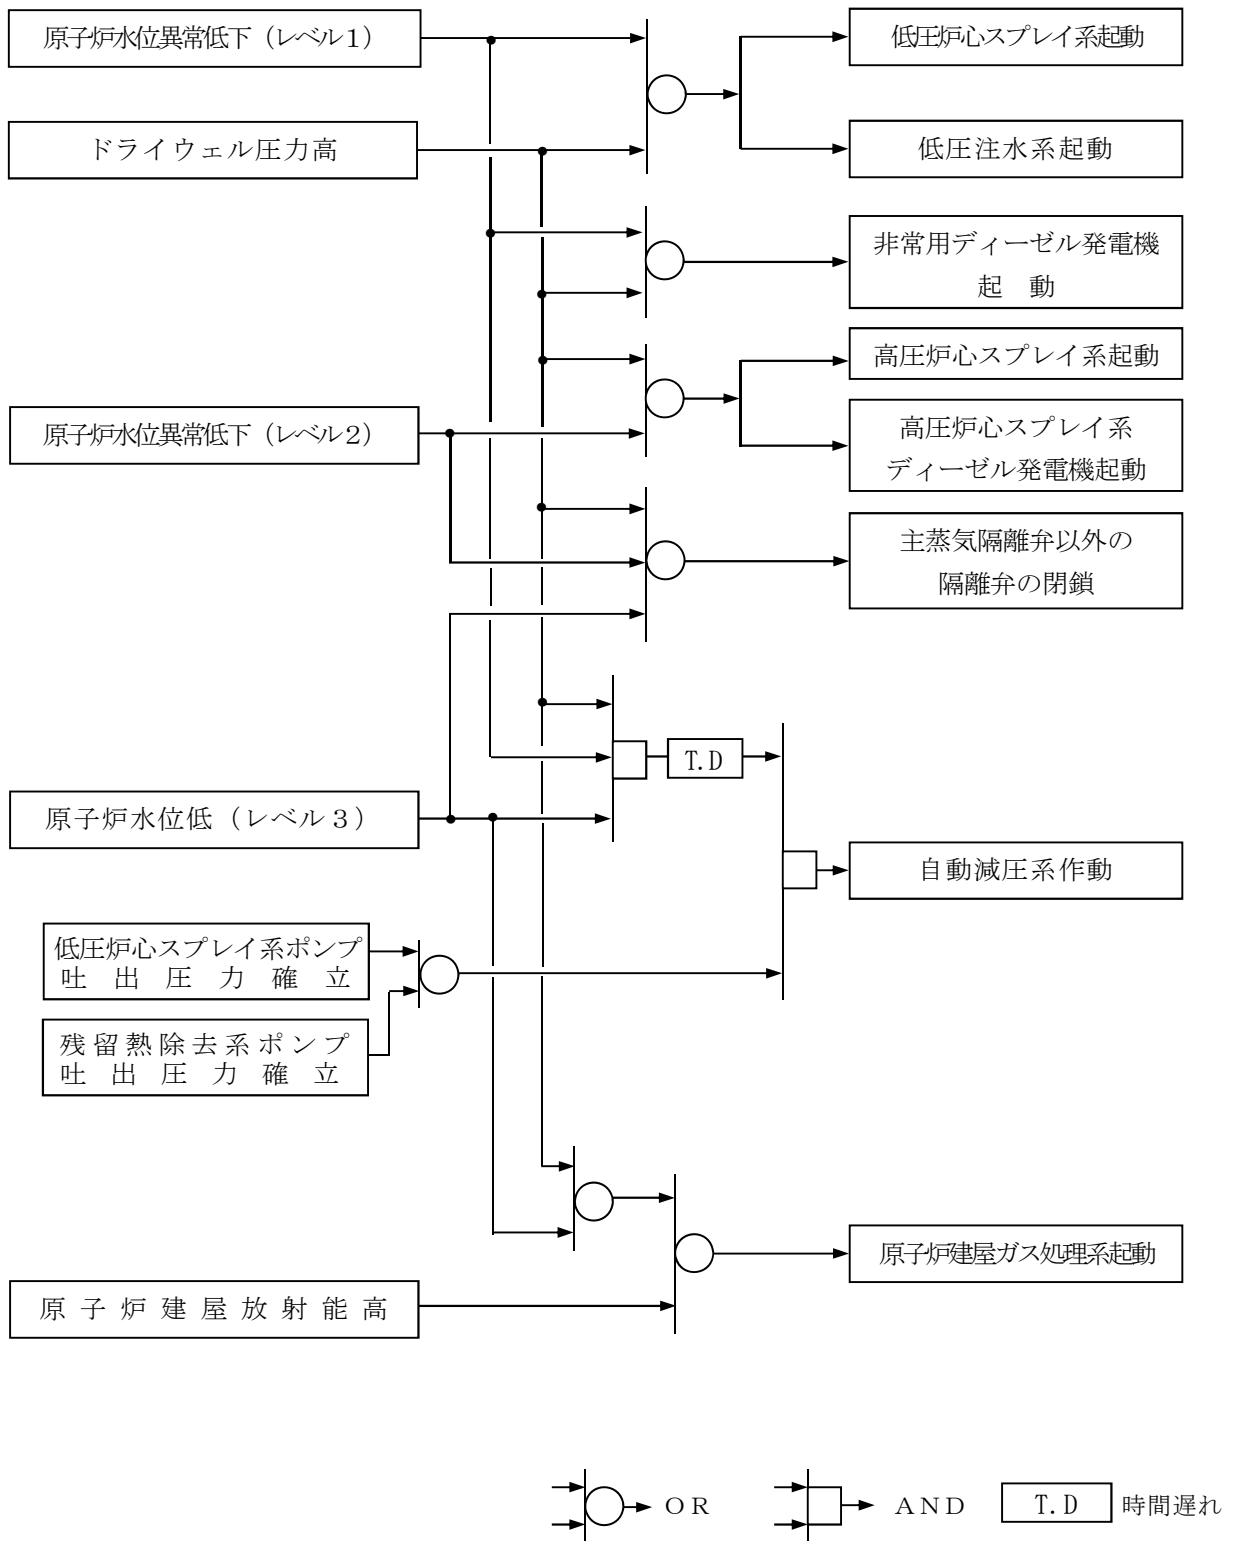 原子炉水位異常低下（レベル１）
低圧炉心スプレイ系起動
ドライウェル圧力高
低圧注水系起動
非常用ディーゼル発電機
起　動
高圧炉心スプレイ系起動
原子炉水位異常低下（レベル２）
高圧炉心スプレイ系
ディーゼル発電機起動
主蒸気隔離弁以外の
隔離弁の閉鎖
T.D
原子炉水位低（レベル３）
自動減圧系作動
低圧炉心スプレイ系ポンプ
吐出圧力確立
残留熱除去系ポンプ
吐出圧力確立
原子炉建屋ガス処理系起動
原子炉建屋放射能高
ＯＲ
ＡＮＤ
T.D
時間遅れ